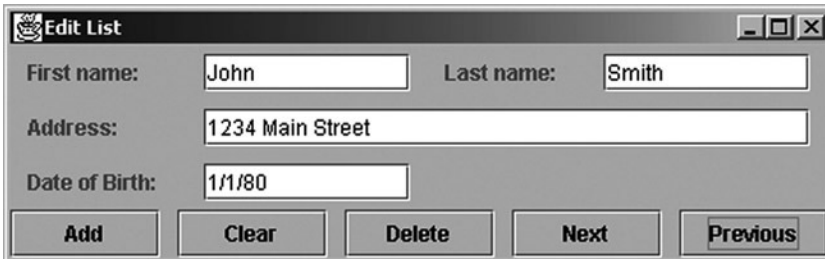 Edit List
First name: John Last name: Smith
Address: 1234 Main Street
Date of Birth: 1/1/80
Add Clear Delete Next Previous